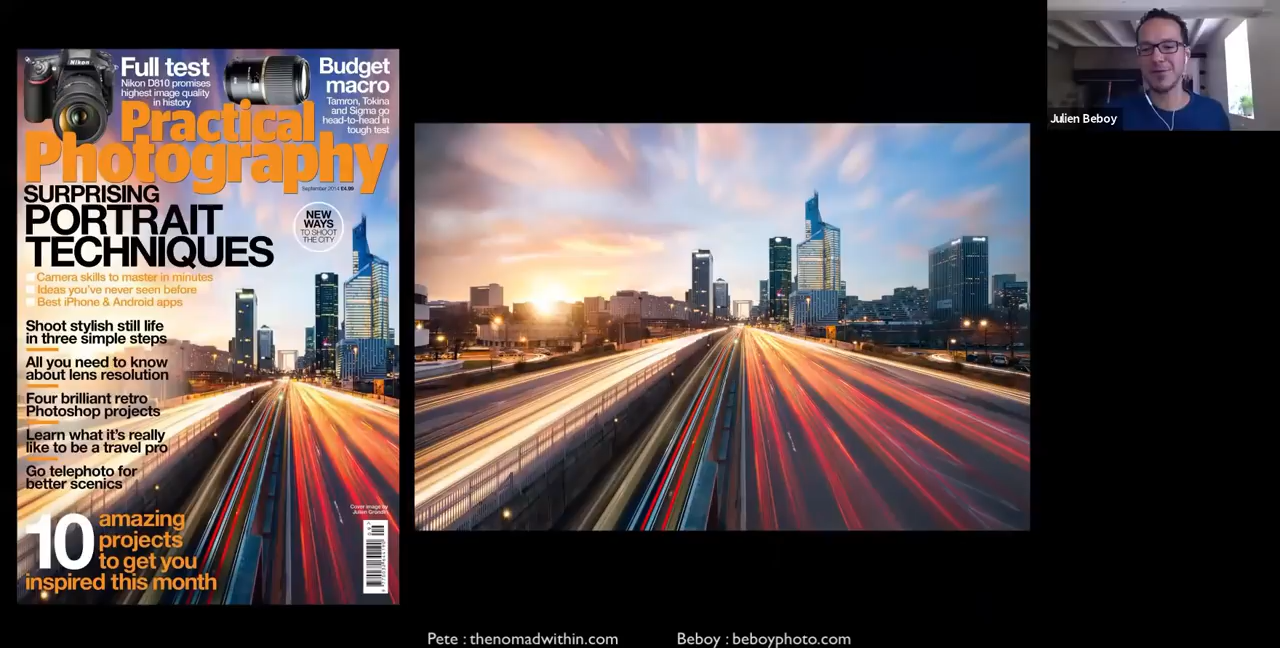 Nikon
Full test
Nikon D810 promises
highest image quality
in history
Budget
macro
Tamron, Tokina
and Sigma go
head-to-head in
tough test
Practical
Photography
September 2014 £4.99
SURPRISING
PORTRAIT
TECHNIQUES
NEW
WAYS
TO SHOOT
THE CITY
Camera skills to master in minutes
Ideas you've never seen before
Best iPhone & Android apps
Shoot stylish still life
in three simple steps
All you need to know
about lens resolution
Four brilliant retro
Photoshop projects
Learn what it's really
like to be a travel pro
Go telephoto for
better scenics
10 amazing
projects
to get you
inspired this month
Cover image by
Julien Beboy
Pete : thenomadwithin.com
Beboy : beboyphoto.com